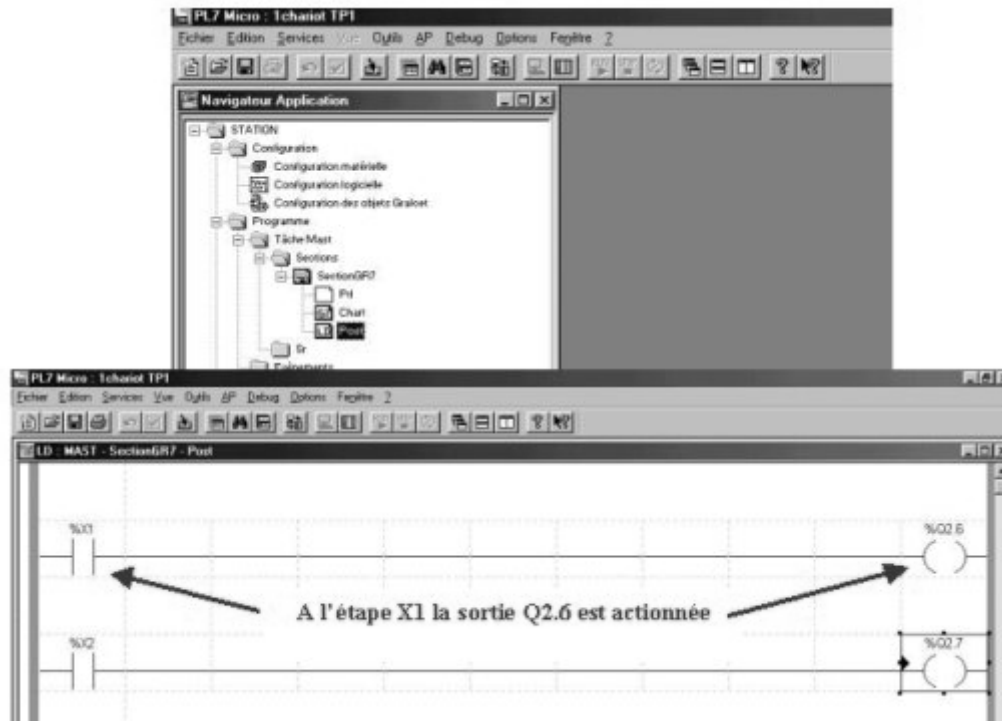 PL7 Micro : 1chariot TP1
Fichier Edition Services Vue Outils AP Debug Options Fenêtre ?
Navigateur Application
STATION
Configuration
Configuration matérielle
Configuration logicielle
Configuration des objets Grafcet
Programme
Tâche Mast
Sections
SectionGR7
Prl
Chart
LD Post
Sr
Evénements
PL7 Micro : 1chariot TP1
Fichier Edition Services Vue Outils AP Debug Options Fenêtre ?
LD : MAST - SectionGR7 - Post
%X1 %Q2.6
A l'étape X1 la sortie Q2.6 est actionnée
%X2 %Q2.7